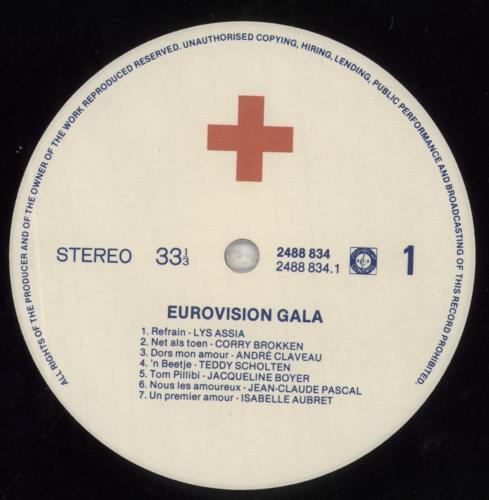 ALL RIGHTS OF THE PRODUCER AND OF THE OWNER OF THE WORK REPRODUCED RESERVED. UNAUTHORISED COPYING, HIRING, LENDING, PUBLIC PERFORMANCE AND BROADCASTING OF THIS RECORD PROHIBITED.
STEREO 33⅓ 2488 834 1
2488 834.1
EUROVISION GALA
1. Refrain - LYS ASSIA
2. Net als toen - CORRY BROKKEN
3. Dors mon amour - ANDRÉ CLAVEAU
4. 'n Beetje - TEDDY SCHOLTEN
5. Tom Pillibi - JACQUELINE BOYER
6. Nous les amoureux - JEAN-CLAUDE PASCAL
7. Un premier amour - ISABELLE AUBRET